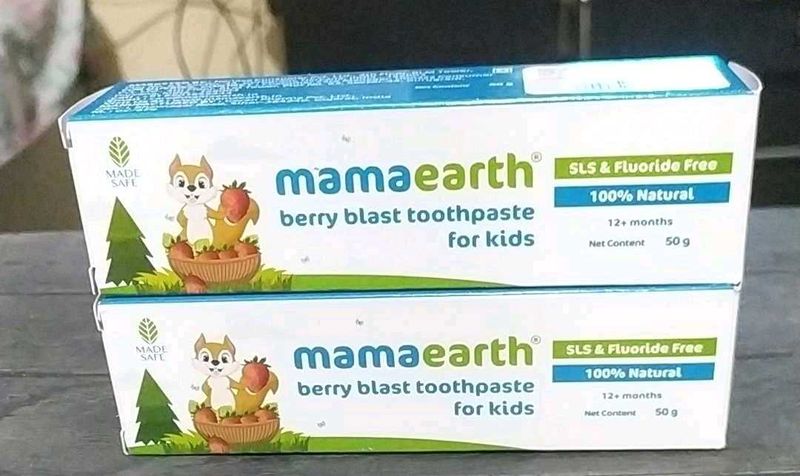 MADE
SAFE
mamaearth®
berry blast toothpaste
for kids
SLS & Fluoride Free
100% Natural
12+ months
Net Content 50 g
MADE
SAFE
mamaearth®
berry blast toothpaste
for kids
SLS & Fluoride Free
100% Natural
12+ months
Net Content 50 g